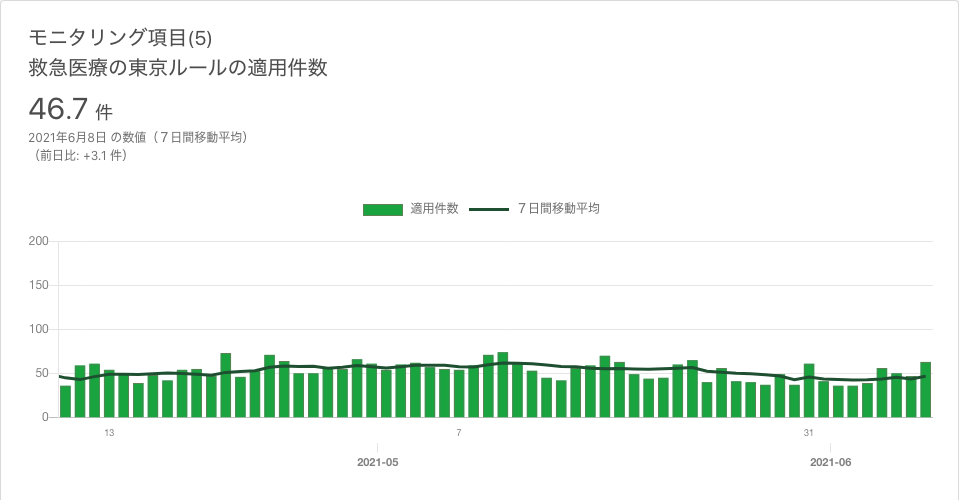 モニタリング項目(5)
救急医療の東京ルールの適用件数
46.7 件
2021年6月8日 の数値（７日間移動平均）
（前日比: +3.1 件）
適用件数 ７日間移動平均
200
150
100
50
0
13 7 31
2021-05 2021-06